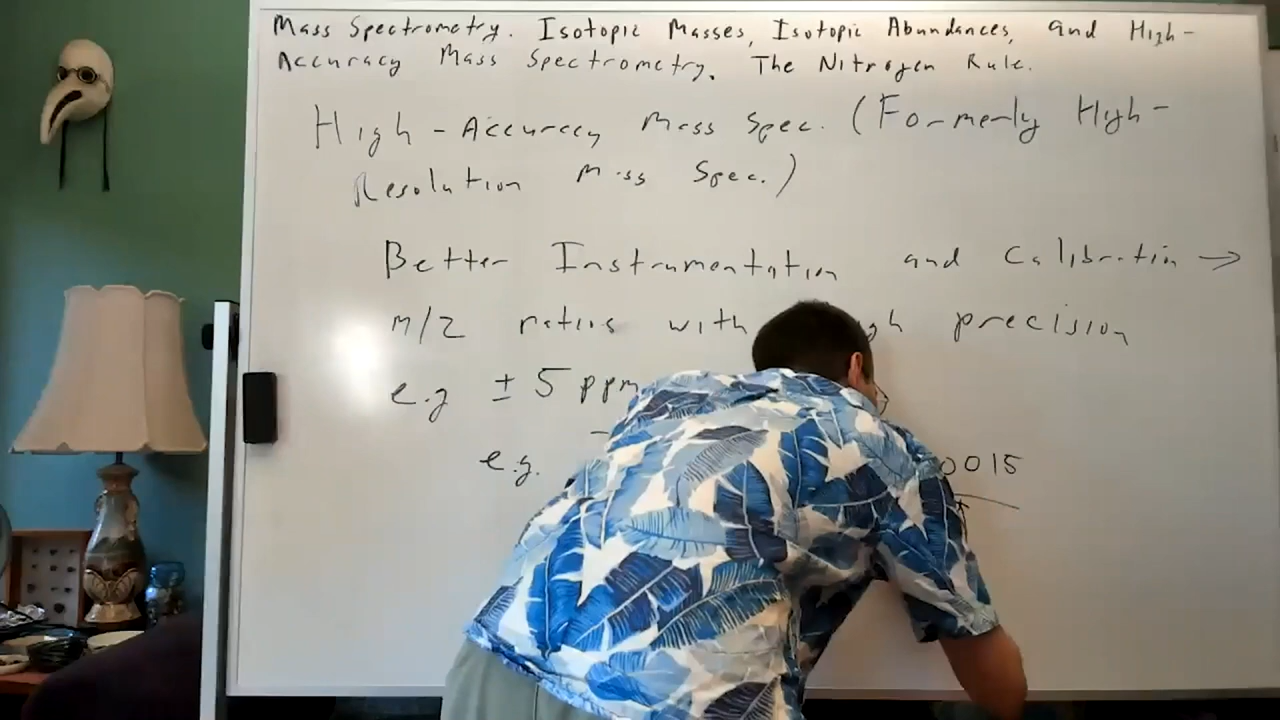 Mass Spectrometry. Isotopic Masses, Isotopic Abundances, and High-
Accuracy Mass Spectrometry. The Nitrogen Rule.
High-Accuracy Mass Spec. (Formerly High-
Resolution Mass Spec.)
Better Instrumentation and Calibration →
m/z ratios with gh precision
e.g ± 5 ppm
e.g. 0015